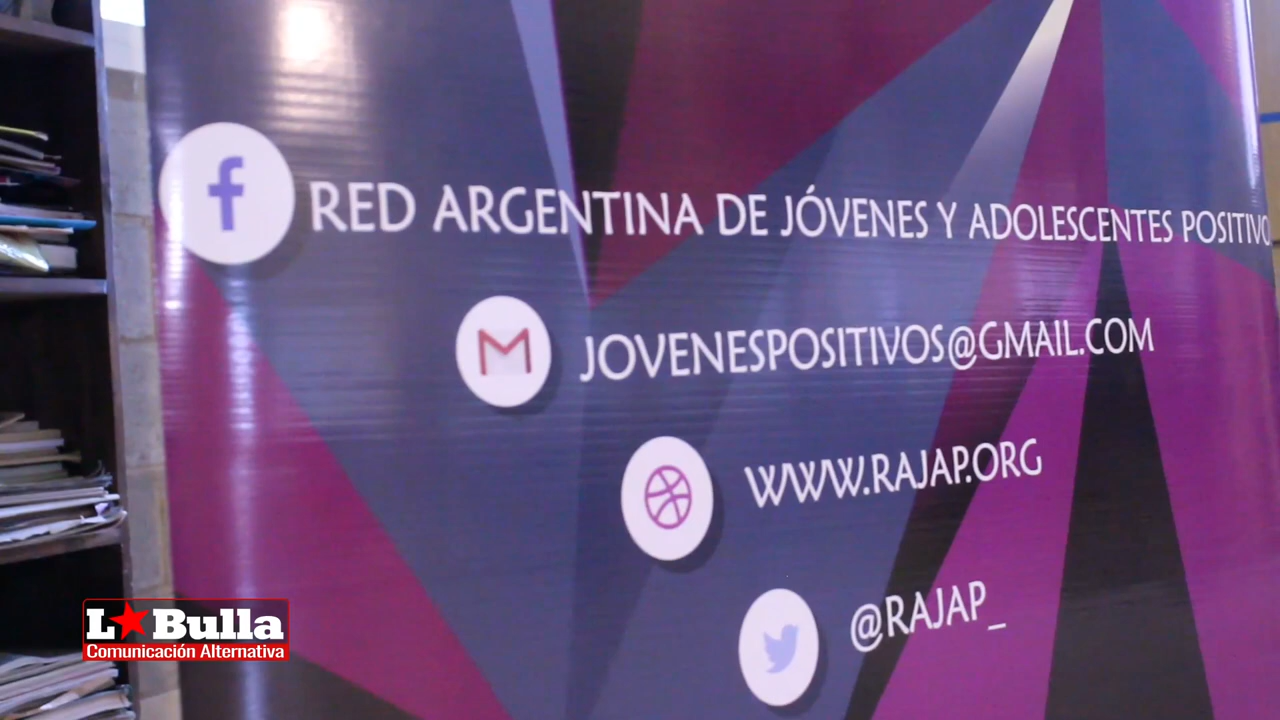 RED ARGENTINA DE JÓVENES Y ADOLESCENTES POSITIVO
JOVENESPOSITIVOS@GMAIL.COM
WWW.RAJAP.ORG
@RAJAP_
L★Bulla
Comunicación Alternativa